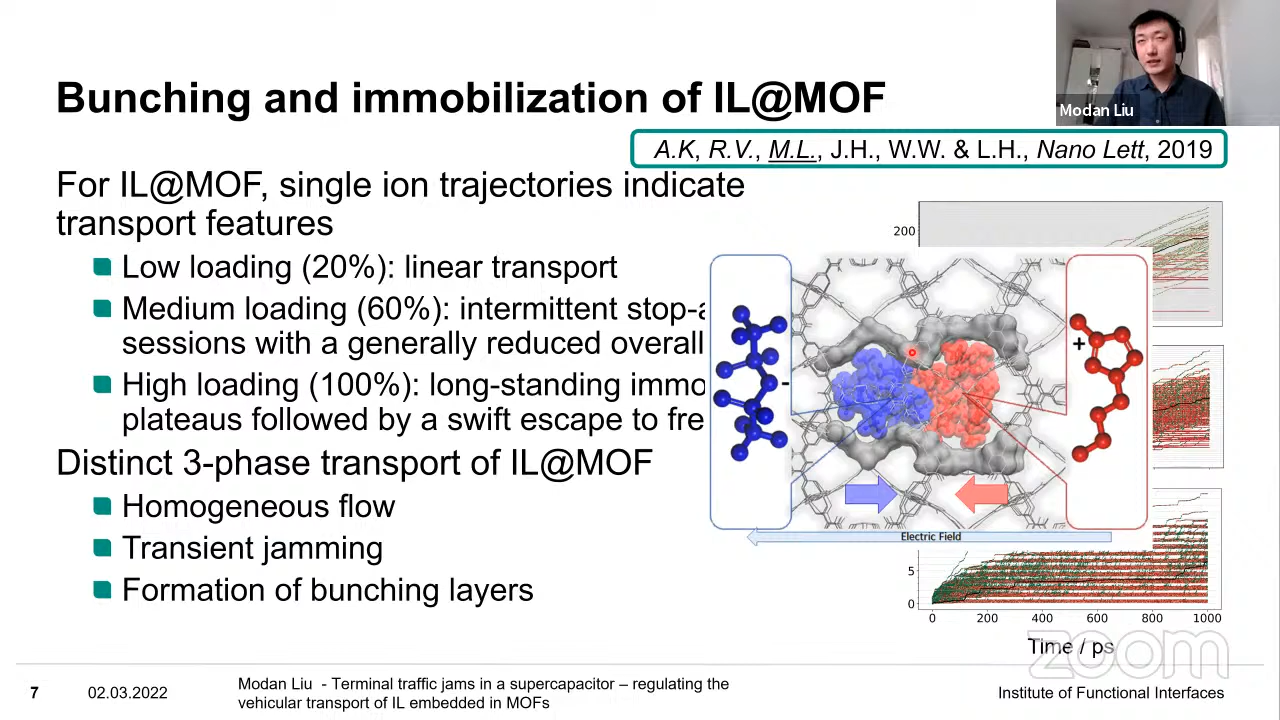 Modan Liu
Bunching and immobilization of IL@MOF
A.K, R.V., M.L., J.H., W.W. & L.H., Nano Lett, 2019
For IL@MOF, single ion trajectories indicate
transport features
Low loading (20%): linear transport
Medium loading (60%): intermittent
sessions with a generally reduced overall
High loading (100%): long-standing
plateaus followed by a swift escape to
Distinct 3-phase transport of IL@MOF
Homogeneous flow
Transient jamming
Formation of bunching layers
200
-
+
Electric Field
5
0
0 200 400 600 800 1000
Time / ps
zoom
7
02.03.2022
Modan Liu - Terminal traffic jams in a supercapacitor – regulating the
vehicular transport of IL embedded in MOFs
Institute of Functional Interfaces